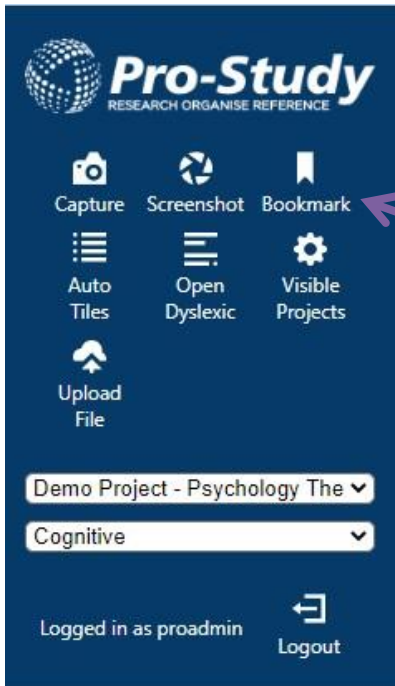 Pro-Study
RESEARCH ORGANISE REFERENCE
Capture Screenshot Bookmark
Auto Tiles
Open Dyslexic
Visible Projects
Upload
File
Demo Project - Psychology The
Cognitive
Logged in as proadmin
Logout